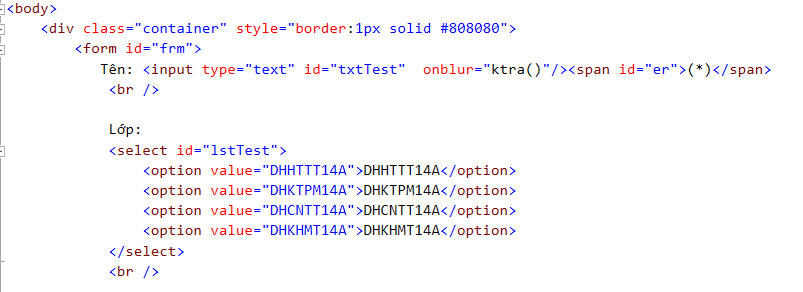 <body>
<div class="container" style="border:1px solid #808080">
<form id="frm">
Tên: <input type="text" id="txtTest"  onblur="ktra()"/><span id="er">(*)</span>
<br />
Lớp:
<select id="lstTest">
<option value="DHHTTT14A">DHHTTT14A</option>
<option value="DHKTPM14A">DHKTPM14A</option>
<option value="DHCNTT14A">DHCNTT14A</option>
<option value="DHKHMT14A">DHKHMT14A</option>
</select>
<br />